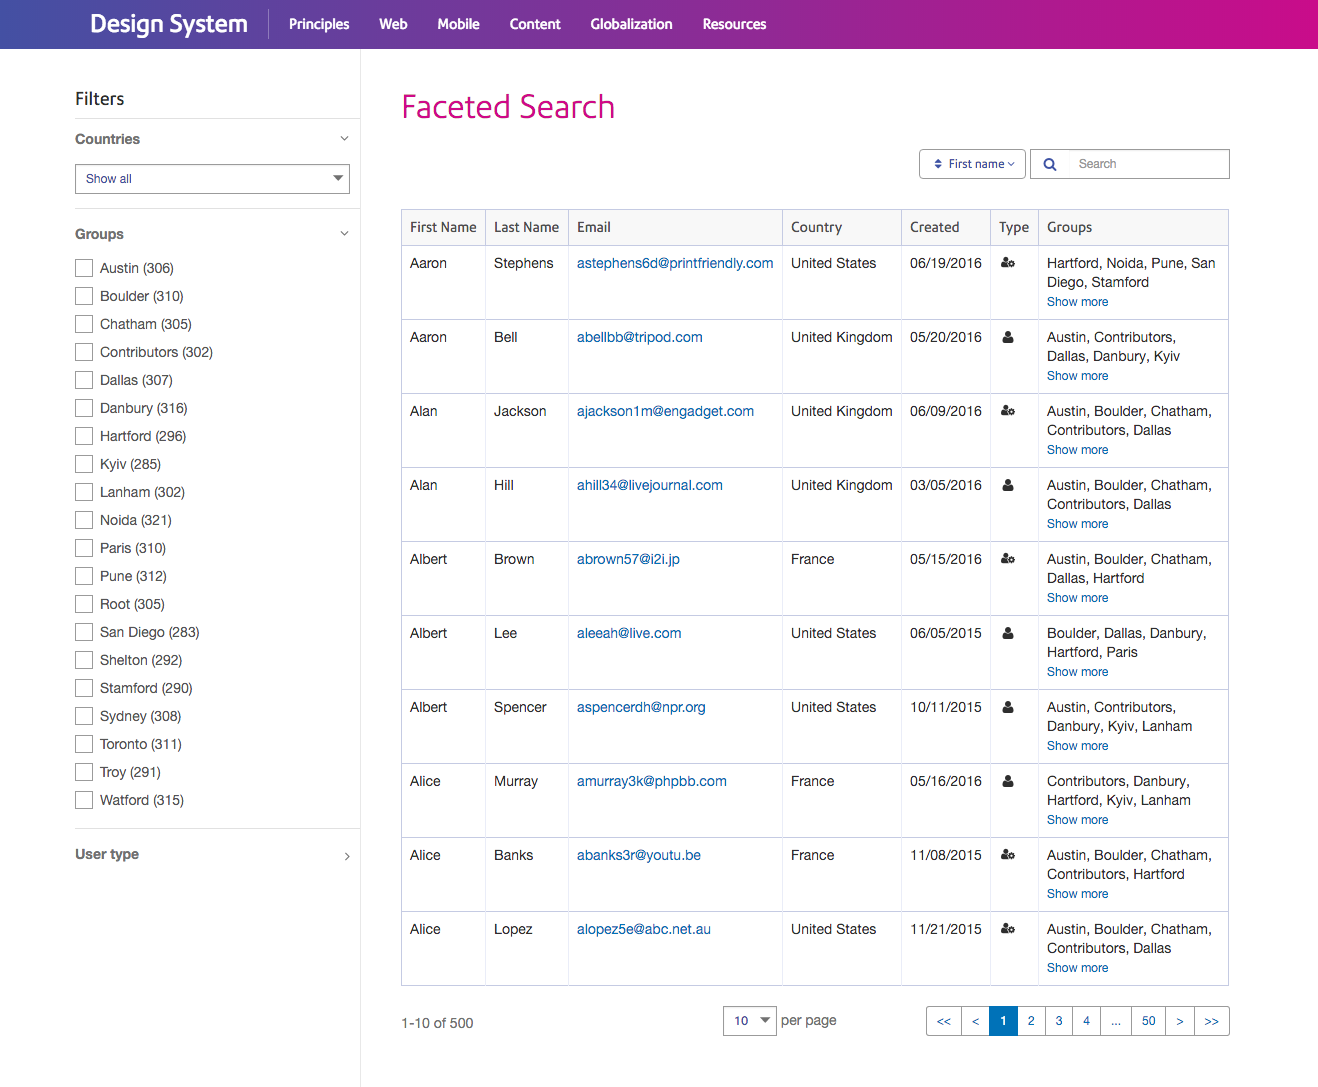 Design System Principles Web Mobile Content Globalization Resources
Filters
Countries
Show all
Groups
Austin (306)
Boulder (310)
Chatham (305)
Contributors (302)
Dallas (307)
Danbury (316)
Hartford (296)
Kyiv (285)
Lanham (302)
Noida (321)
Paris (310)
Pune (312)
Root (305)
San Diego (283)
Shelton (292)
Stamford (290)
Sydney (308)
Toronto (311)
Troy (291)
Watford (315)
User type
Faceted Search
First name Search
First Name Last Name Email Country Created Type Groups
Aaron Stephens astephens6d@printfriendly.com United States 06/19/2016 Hartford, Noida, Pune, San
Diego, Stamford
Show more
Aaron Bell abellbb@tripod.com United Kingdom 05/20/2016 Austin, Contributors,
Dallas, Danbury, Kyiv
Show more
Alan Jackson ajackson1m@engadget.com United Kingdom 06/09/2016 Austin, Boulder, Chatham,
Contributors, Dallas
Show more
Alan Hill ahill34@livejournal.com United Kingdom 03/05/2016 Austin, Boulder, Chatham,
Contributors, Dallas
Show more
Albert Brown abrown57@i2i.jp France 05/15/2016 Austin, Boulder, Chatham,
Dallas, Hartford
Show more
Albert Lee aleeah@live.com United States 06/05/2015 Boulder, Dallas, Danbury,
Hartford, Paris
Show more
Albert Spencer aspencerdh@npr.org United States 10/11/2015 Austin, Contributors,
Danbury, Kyiv, Lanham
Show more
Alice Murray amurray3k@phpbb.com France 05/16/2016 Contributors, Danbury,
Hartford, Kyiv, Lanham
Show more
Alice Banks abanks3r@youtu.be France 11/08/2015 Austin, Boulder, Chatham,
Contributors, Hartford
Show more
Alice Lopez alopez5e@abc.net.au United States 11/21/2015 Austin, Boulder, Chatham,
Contributors, Dallas
Show more
1-10 of 500 10 per page << < 1 2 3 4 ... 50 > >>